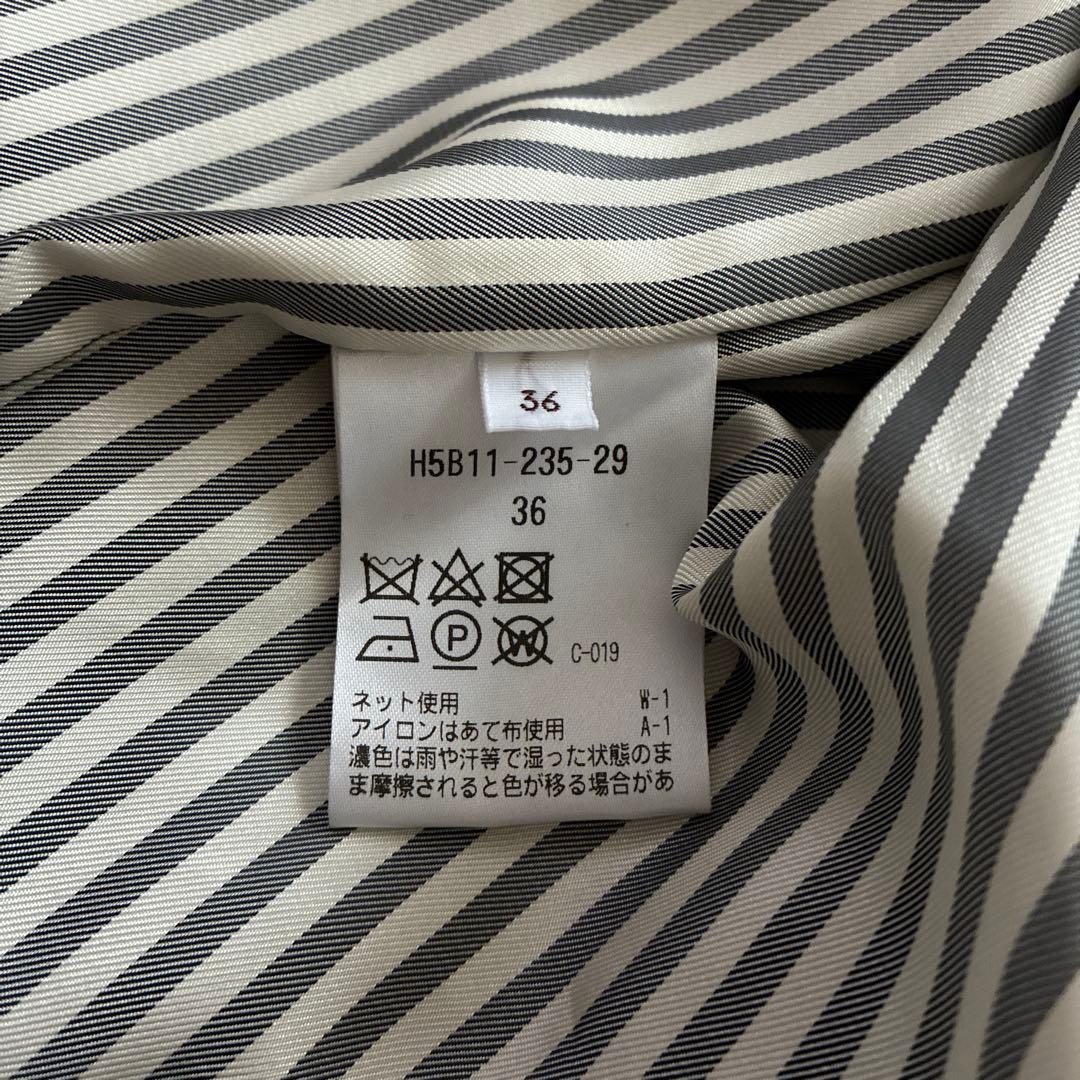 36
H5B11-235-29
36
P W C-019
ネット使用 W-1
アイロンはあて布使用 A-1
濃色は雨や汗等で湿った状態のま
ま摩擦されると色が移る場合があ